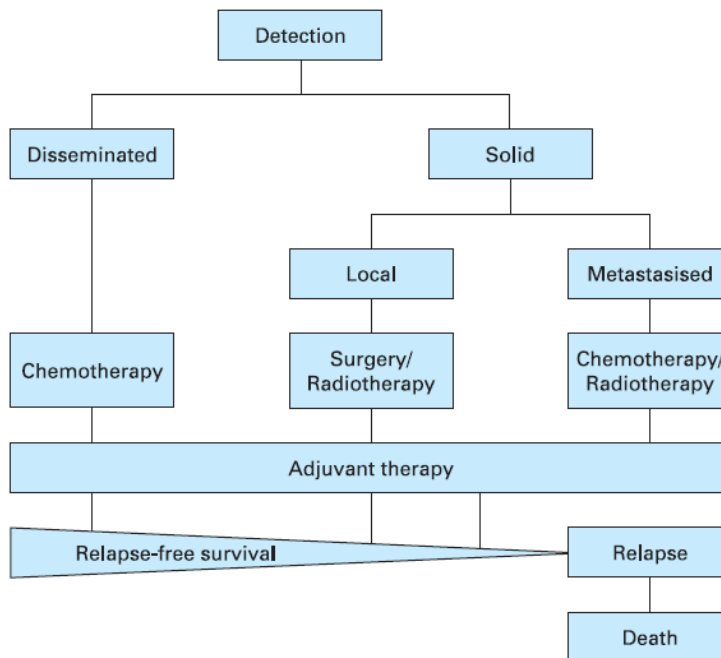 Detection
Disseminated
Solid
Local
Metastasised
Chemotherapy
Surgery/
Radiotherapy
Chemotherapy/
Radiotherapy
Adjuvant therapy
Relapse-free survival
Relapse
Death